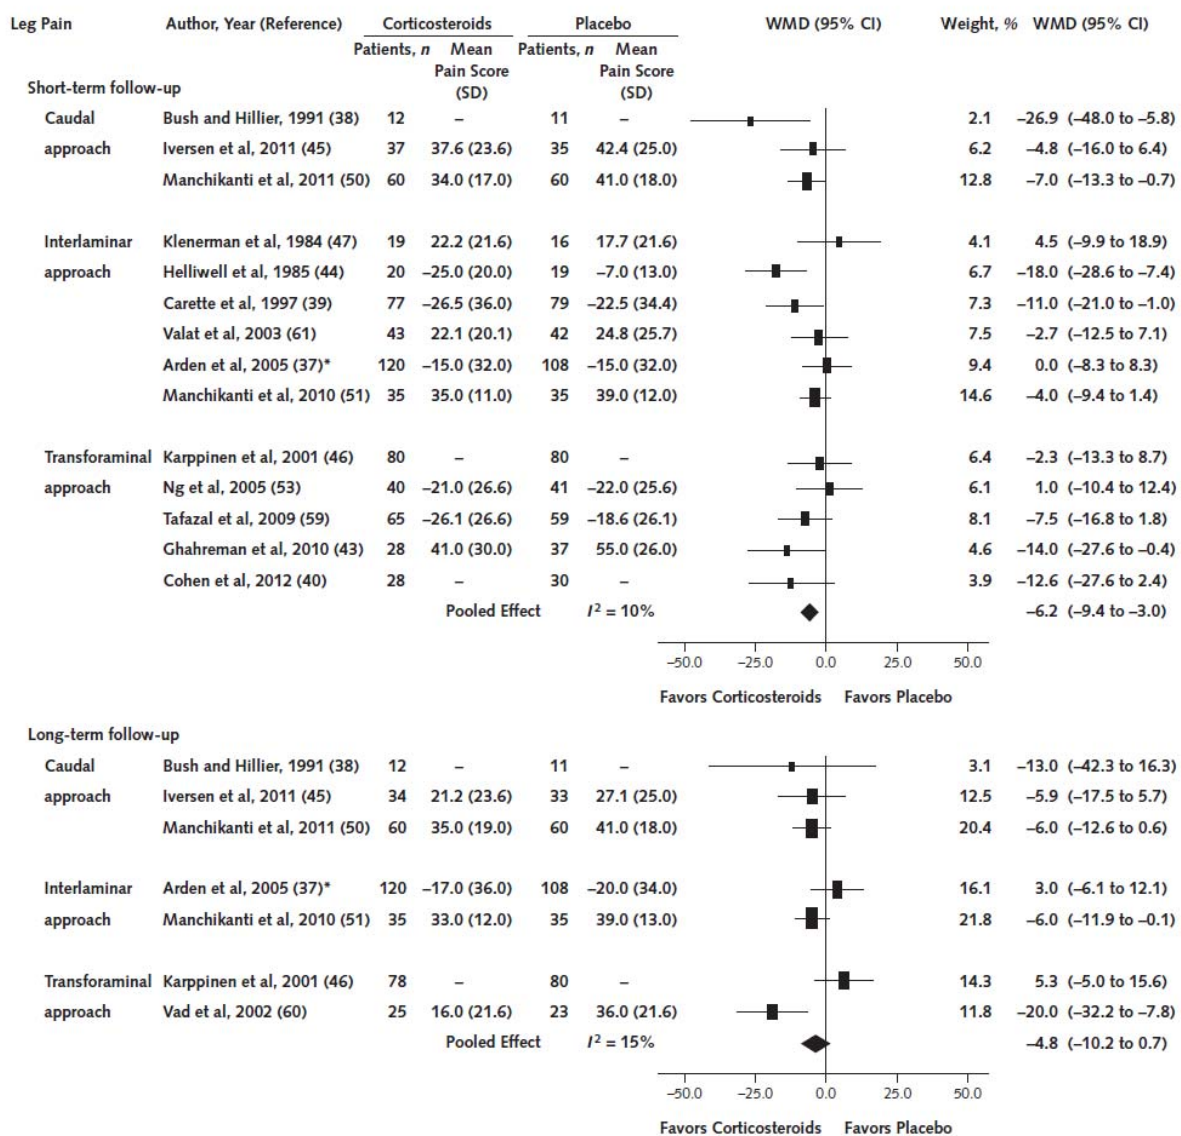 Leg Pain Author, Year (Reference) Corticosteroids Placebo WMD (95% CI) Weight, % WMD (95% CI)
Patients, n Mean Patients, n Mean
Pain Score Pain Score
Short-term follow-up (SD) (SD)
Caudal Bush and Hillier, 1991 (38) 12 – 11 – 2.1 –26.9 (–48.0 to –5.8)
approach Iversen et al, 2011 (45) 37 37.6 (23.6) 35 42.4 (25.0) 6.2 –4.8 (–16.0 to 6.4)
Manchikanti et al, 2011 (50) 60 34.0 (17.0) 60 41.0 (18.0) 12.8 –7.0 (–13.3 to –0.7)
Interlaminar Klenerman et al, 1984 (47) 19 22.2 (21.6) 16 17.7 (21.6) 4.1 4.5 (–9.9 to 18.9)
approach Helliwell et al, 1985 (44) 20 –25.0 (20.0) 19 –7.0 (13.0) 6.7 –18.0 (–28.6 to –7.4)
Carette et al, 1997 (39) 77 –26.5 (36.0) 79 –22.5 (34.4) 7.3 –11.0 (–21.0 to –1.0)
Valat et al, 2003 (61) 43 22.1 (20.1) 42 24.8 (25.7) 7.5 –2.7 (–12.5 to 7.1)
Arden et al, 2005 (37)* 120 –15.0 (32.0) 108 –15.0 (32.0) 9.4 0.0 (–8.3 to 8.3)
Manchikanti et al, 2010 (51) 35 35.0 (11.0) 35 39.0 (12.0) 14.6 –4.0 (–9.4 to 1.4)
Transforaminal Karppinen et al, 2001 (46) 80 – 80 – 6.4 –2.3 (–13.3 to 8.7)
approach Ng et al, 2005 (53) 40 –21.0 (26.6) 41 –22.0 (25.6) 6.1 1.0 (–10.4 to 12.4)
Tafazal et al, 2009 (59) 65 –26.1 (26.6) 59 –18.6 (26.1) 8.1 –7.5 (–16.8 to 1.8)
Ghahreman et al, 2010 (43) 28 41.0 (30.0) 37 55.0 (26.0) 4.6 –14.0 (–27.6 to –0.4)
Cohen et al, 2012 (40) 28 – 30 – 3.9 –12.6 (–27.6 to 2.4)
Pooled Effect I² = 10% –6.2 (–9.4 to –3.0)
–50.0 –25.0 0.0 25.0 50.0
Favors Corticosteroids Favors Placebo
Long-term follow-up
Caudal Bush and Hillier, 1991 (38) 12 – 11 – 3.1 –13.0 (–42.3 to 16.3)
approach Iversen et al, 2011 (45) 34 21.2 (23.6) 33 27.1 (25.0) 12.5 –5.9 (–17.5 to 5.7)
Manchikanti et al, 2011 (50) 60 35.0 (19.0) 60 41.0 (18.0) 20.4 –6.0 (–12.6 to 0.6)
Interlaminar Arden et al, 2005 (37)* 120 –17.0 (36.0) 108 –20.0 (34.0) 16.1 3.0 (–6.1 to 12.1)
approach Manchikanti et al, 2010 (51) 35 33.0 (12.0) 35 39.0 (13.0) 21.8 –6.0 (–11.9 to –0.1)
Transforaminal Karppinen et al, 2001 (46) 78 – 80 – 14.3 5.3 (–5.0 to 15.6)
approach Vad et al, 2002 (60) 25 16.0 (21.6) 23 36.0 (21.6) 11.8 –20.0 (–32.2 to –7.8)
Pooled Effect I² = 15% –4.8 (–10.2 to 0.7)
–50.0 –25.0 0.0 25.0 50.0
Favors Corticosteroids Favors Placebo